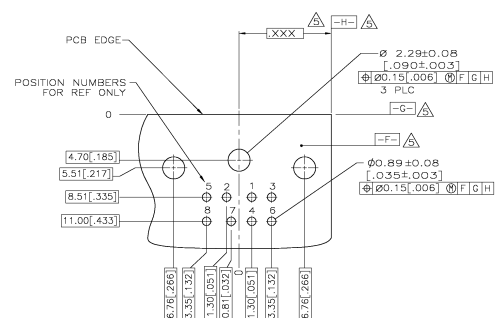 .XXX
5
-H-
5
PCB EDGE
Ø 2.29±0.08
[.090±.003]
⌖ Ø0.15[.006] Ⓜ F G H
3 PLC
POSITION NUMBERS
FOR REF ONLY
0
-G-
5
-F-
5
4.70[.185]
5.51[.217]
Ø0.89±0.08
[.035±.003]
⌖ Ø0.15[.006] Ⓜ F G H
8.51[.335]
5 2 1 3
11.00[.433]
8 7 4 6
6.76[.266]
3.35[.132]
1.30[.051]
0.81[.032]
0
1.30[.051]
3.35[.132]
6.76[.266]